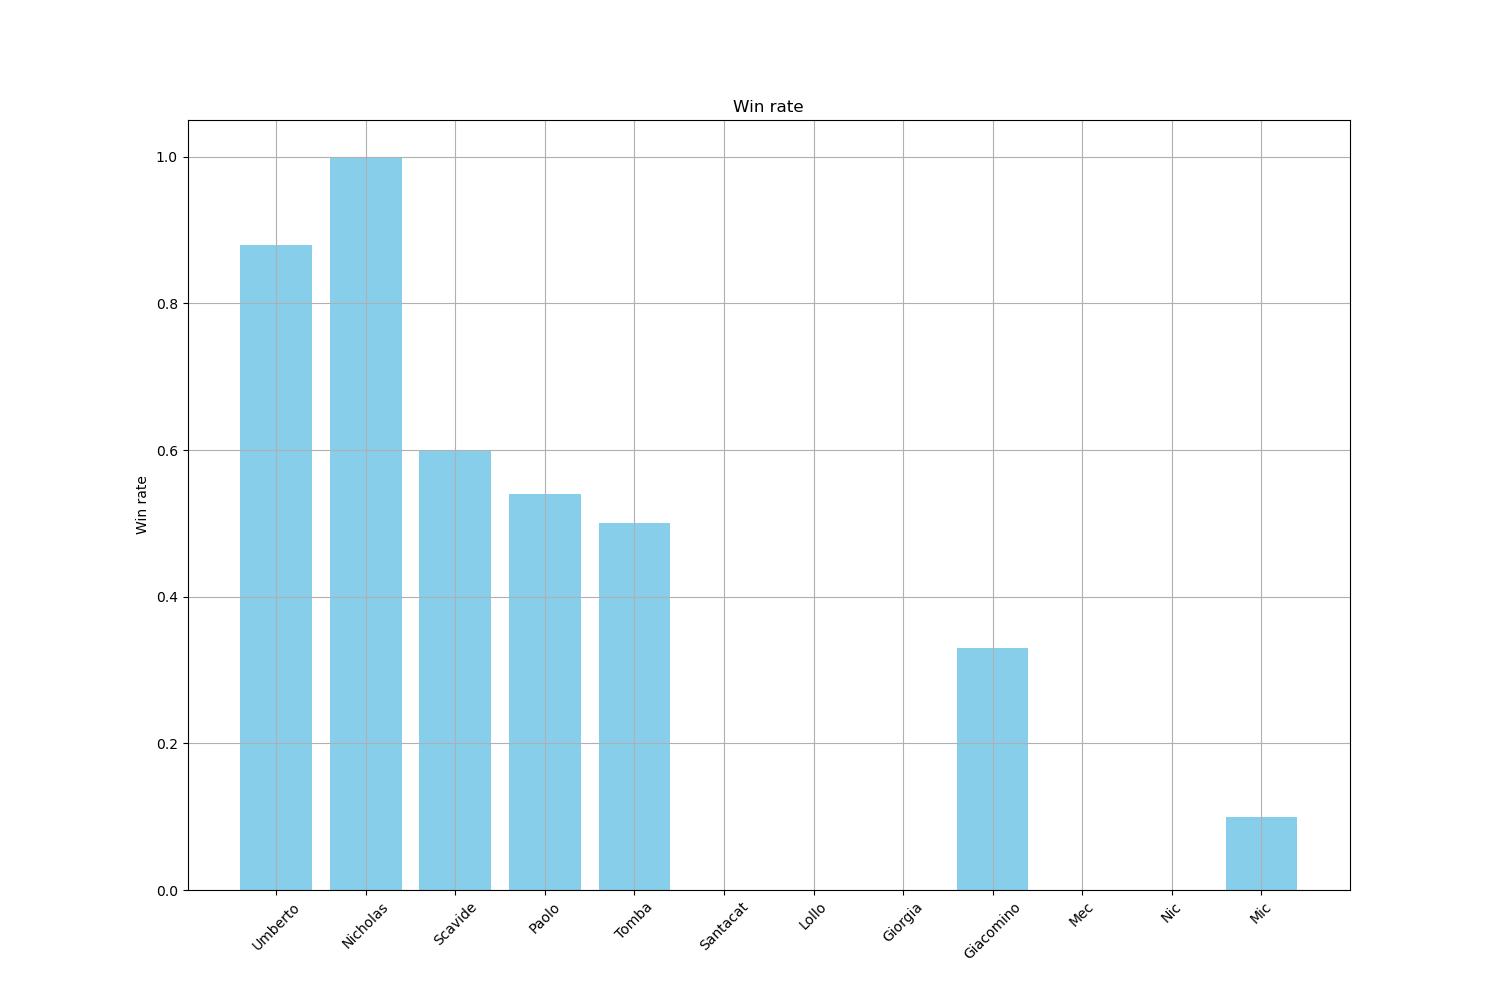 Win rate
1.0
0.8
0.6
0.4
0.2
0.0
Win rate
Umberto
Nicholas
Scavide
Paolo
Tomba
Santacat
Lollo
Giorgia
Giacomino
Mec
Nic
Mic